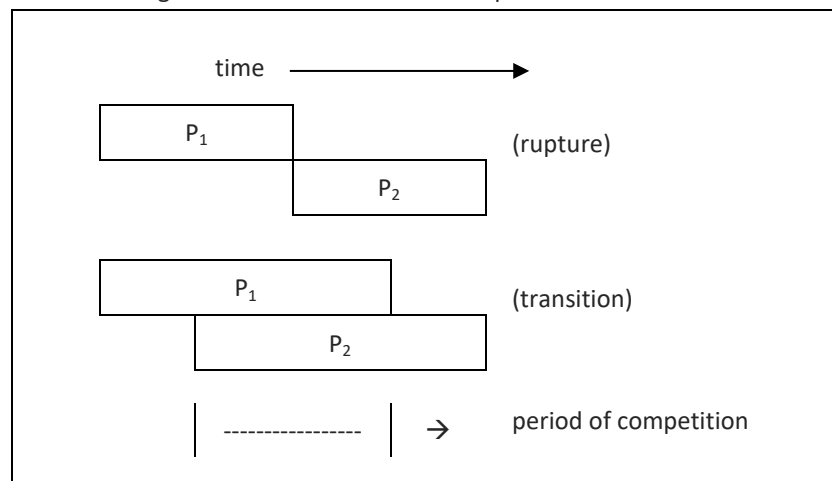 time
P₁
(rupture)
P₂
P₁
(transition)
P₂
| ----------------- | → period of competition